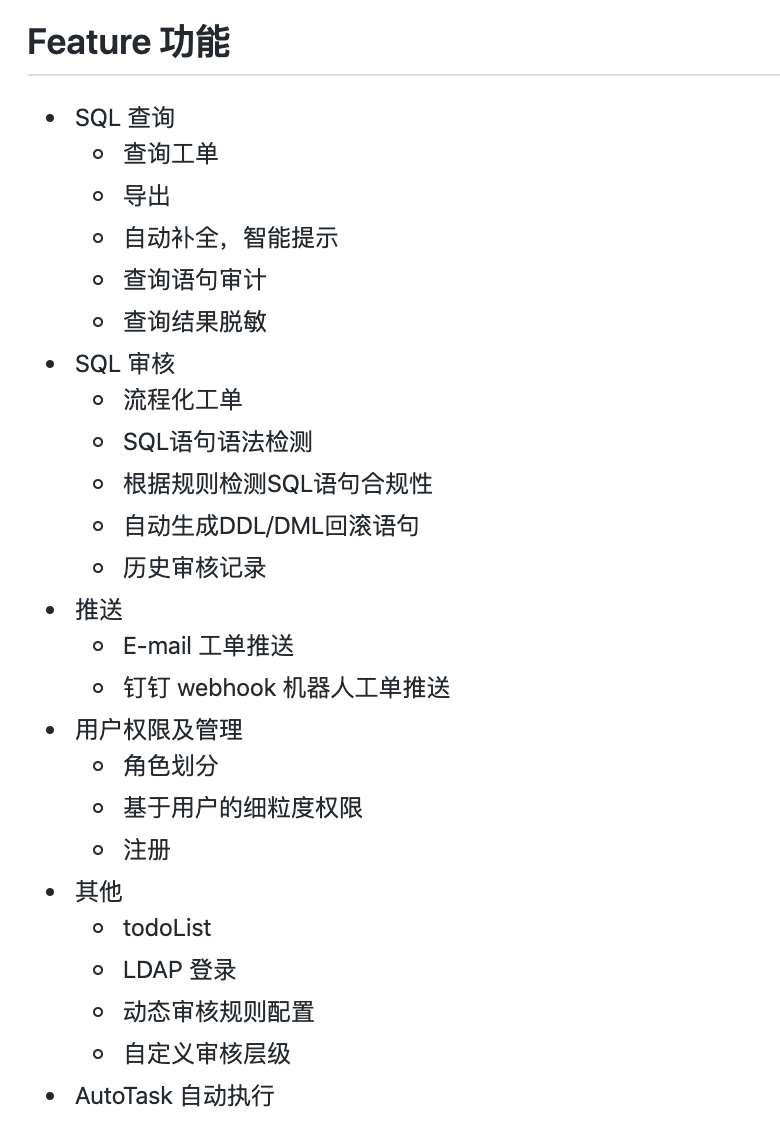 Feature 功能
SQL 查询
查询工单
导出
自动补全，智能提示
查询语句审计
查询结果脱敏
SQL 审核
流程化工单
SQL语句语法检测
根据规则检测SQL语句合规性
自动生成DDL/DML回滚语句
历史审核记录
推送
E-mail 工单推送
钉钉 webhook 机器人工单推送
用户权限及管理
角色划分
基于用户的细粒度权限
注册
其他
todoList
LDAP 登录
动态审核规则配置
自定义审核层级
AutoTask 自动执行